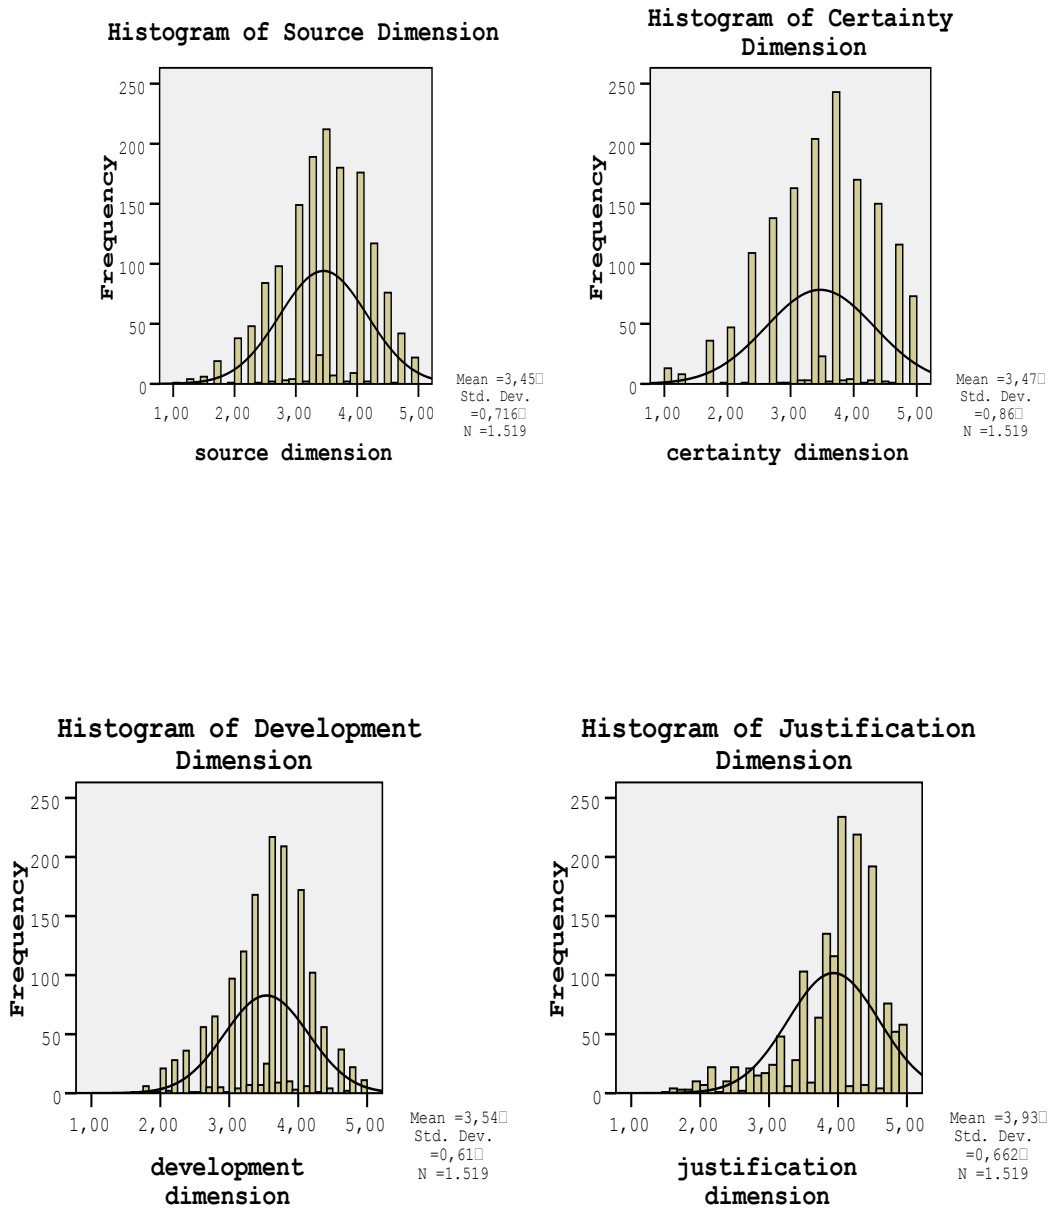 Histogram of Source Dimension
250
200
150
100
50
0
Frequency
1,00 2,00 3,00 4,00 5,00
source dimension
Mean =3,45□
Std. Dev.
=0,716□
N =1.519
Histogram of Certainty
Dimension
250
200
150
100
50
0
Frequency
1,00 2,00 3,00 4,00 5,00
certainty dimension
Mean =3,47□
Std. Dev.
=0,86□
N =1.519
Histogram of Development
Dimension
250
200
150
100
50
0
Frequency
1,00 2,00 3,00 4,00 5,00
development
dimension
Mean =3,54□
Std. Dev.
=0,61□
N =1.519
Histogram of Justification
Dimension
250
200
150
100
50
0
Frequency
1,00 2,00 3,00 4,00 5,00
justification
dimension
Mean =3,93□
Std. Dev.
=0,662□
N =1.519